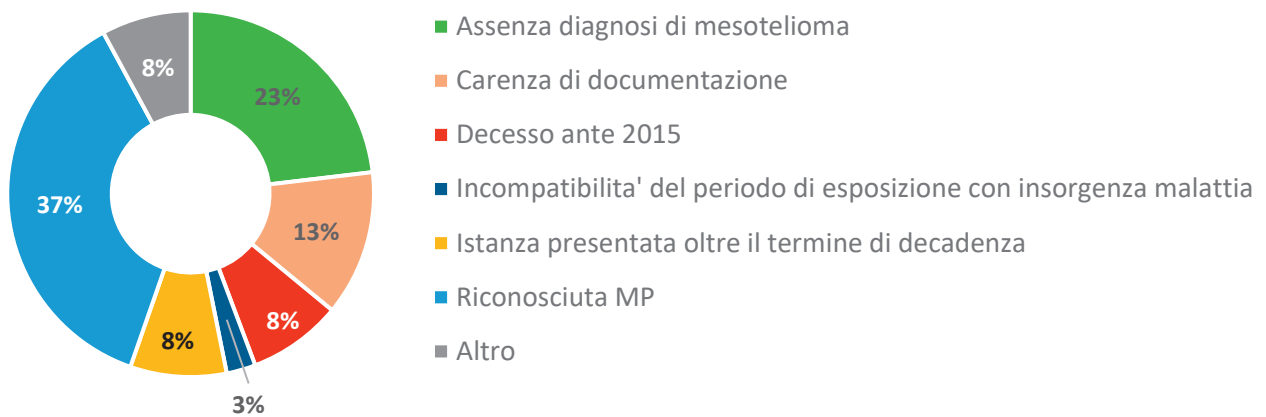 8%
23%
37%
13%
8%
8%
3%
Assenza diagnosi di mesotelioma
Carenza di documentazione
Decesso ante 2015
Incompatibilita' del periodo di esposizione con insorgenza malattia
Istanza presentata oltre il termine di decadenza
Riconosciuta MP
Altro